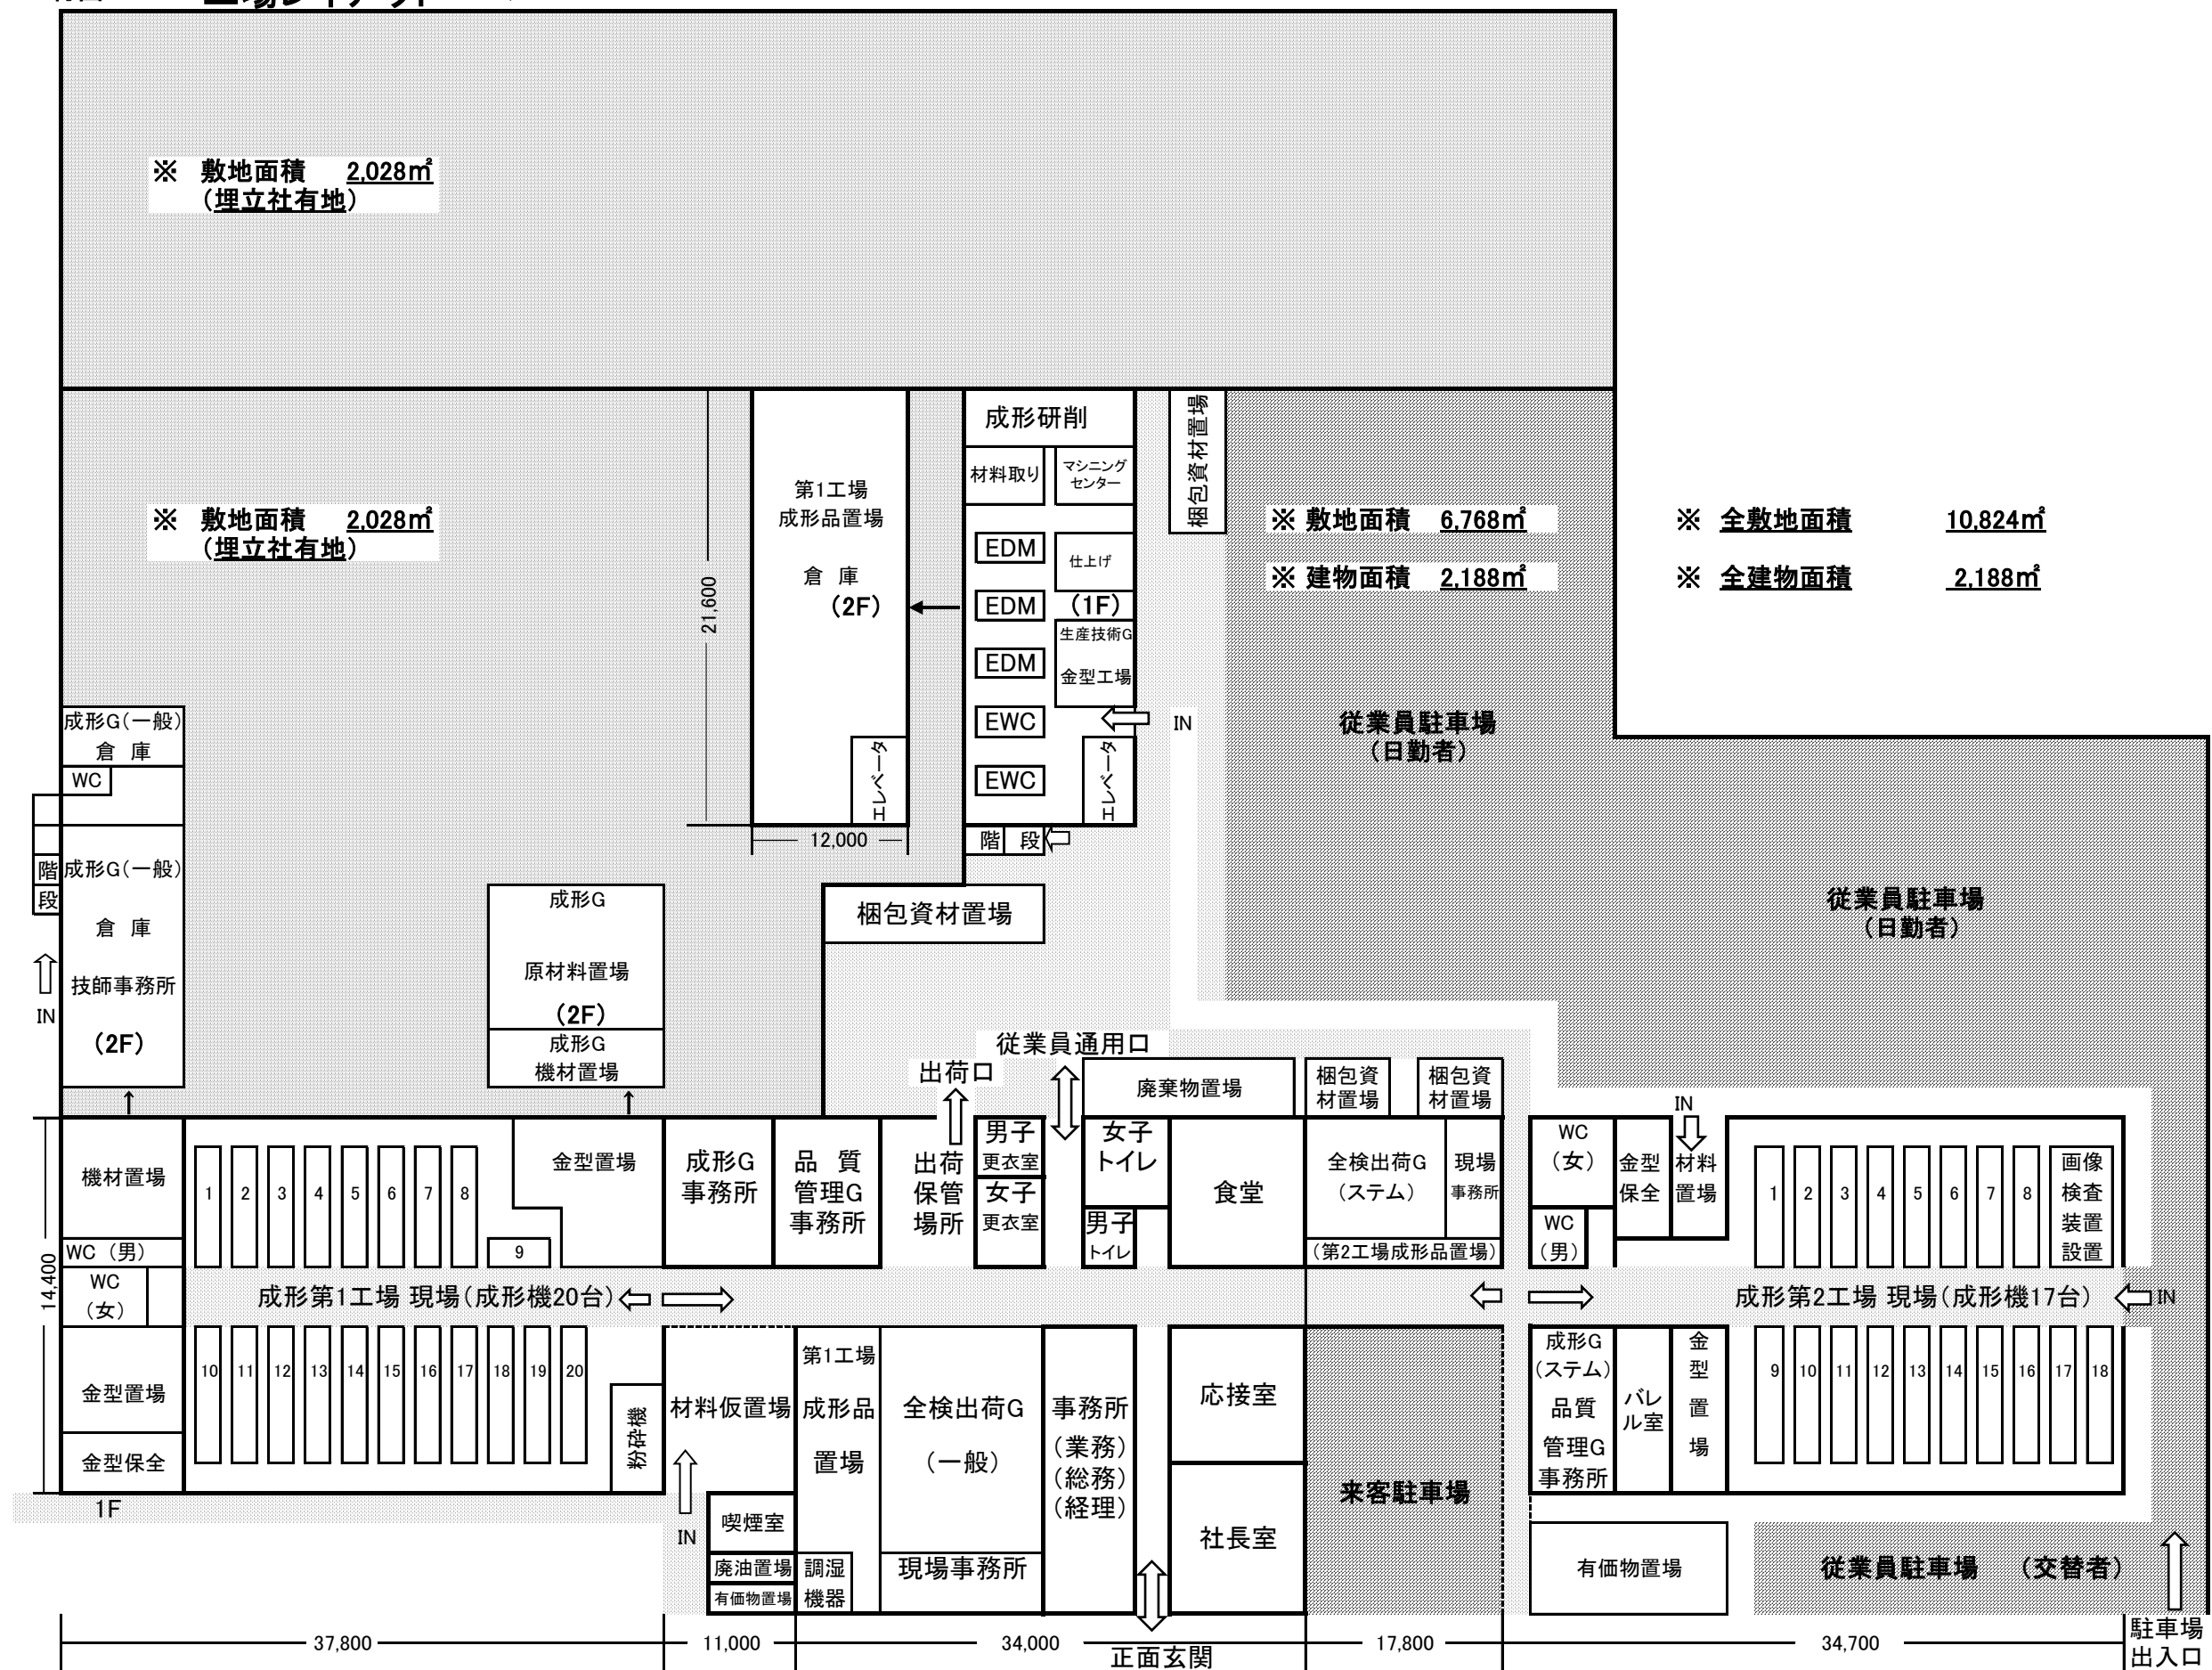 工場レイアウト
※ 敷地面積 2,028㎡
（埋立社有地）
※ 敷地面積 2,028㎡
（埋立社有地）
21,600
第1工場
成形品置場
倉 庫
（2F）
エレベータ
12,000
成形研削
材料取り
マシニング
センター
EDM
仕上げ
EDM
（1F）
生産技術G
EDM
金型工場
EWC
IN
EWC
エレベータ
階 段
梱包資材置場
※ 敷地面積 6,768㎡
※ 建物面積 2,188㎡
※ 全敷地面積 10,824㎡
※ 全建物面積 2,188㎡
従業員駐車場
（日勤者）
従業員駐車場
（日勤者）
成形G（一般）
倉 庫
WC
階
段
成形G（一般）
倉 庫
技師事務所
（2F）
IN
成形G
原材料置場
（2F）
成形G
機材置場
梱包資材置場
従業員通用口
出荷口
廃棄物置場
梱包資
材置場
梱包資
材置場
IN
14,400
機材置場
WC（男）
WC
（女）
1 2 3 4 5 6 7 8
9
金型置場
成形G
事務所
品 質
管理G
事務所
出荷
保管
場所
男子
更衣室
女子
更衣室
女子
トイレ
男子
トイレ
食堂
全検出荷G
（ステム）
現場
事務所
（第2工場成形品置場）
WC
（女）
WC
（男）
金型
保全
材料
置場
1 2 3 4 5 6 7 8
画像
検査
装置
設置
成形第1工場 現場（成形機20台）
成形第2工場 現場（成形機17台）
IN
金型置場
金型保全
10 11 12 13 14 15 16 17 18 19 20
粉砕機
材料仮置場
IN
第1工場
成形品
置場
全検出荷G
（一般）
事務所
（業務）
（総務）
（経理）
応接室
社長室
来客駐車場
成形G
（ステム）
品質
管理G
事務所
バレ
ル室
金
型
置
場
9 10 11 12 13 14 15 16 17 18
1F
喫煙室
廃油置場
有価物置場
調湿
機器
現場事務所
有価物置場
従業員駐車場 （交替者）
37,800
11,000
34,000
正面玄関
17,800
34,700
駐車場
出入口